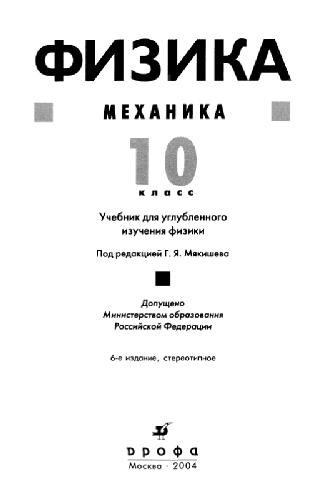 ФИЗИКА
МЕХАНИКА
10
класс
Учебник для углубленного
изучения физики
Под редакцией Г. Я. Мякишева
Допущено
Министерством образования
Российской Федерации
6-е издание, стереотипное
дрофа
Москва • 2004